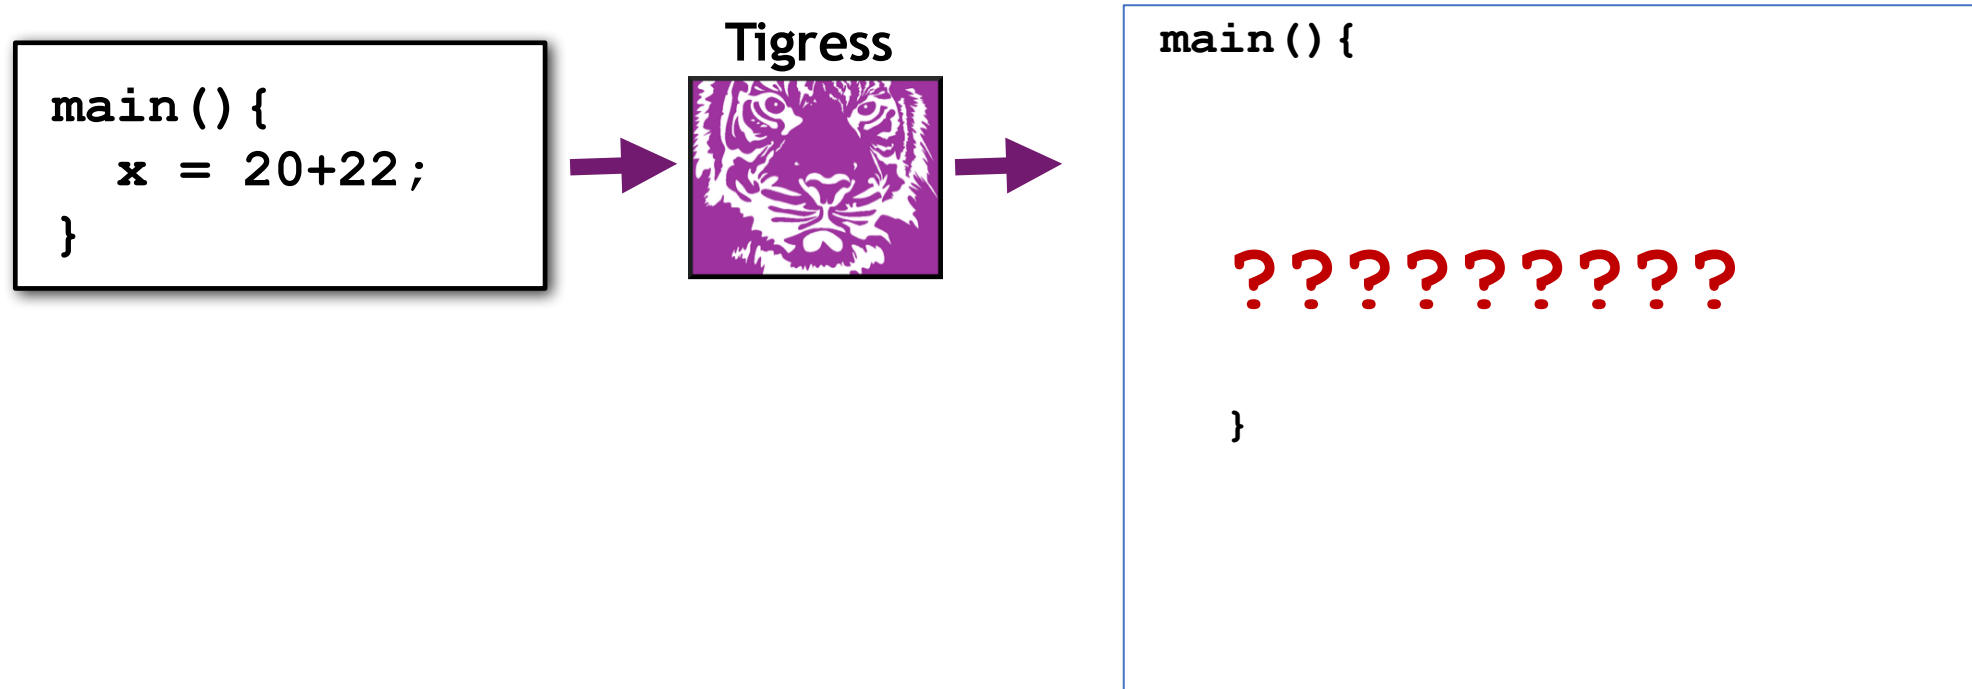 main(){
x = 20+22;
}
Tigress
main(){
?????????
}